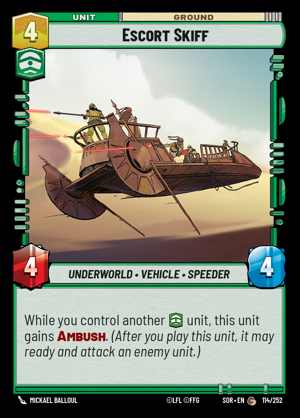 UNIT GROUND
4 ESCORT SKIFF
4 UNDERWORLD • VEHICLE • SPEEDER 4
While you control another unit, this unit
gains AMBUSH. (After you play this unit, it may
ready and attack an enemy unit.)
MICKAEL BALLOUL ©LFL ©FFG SOR • EN C 114/252